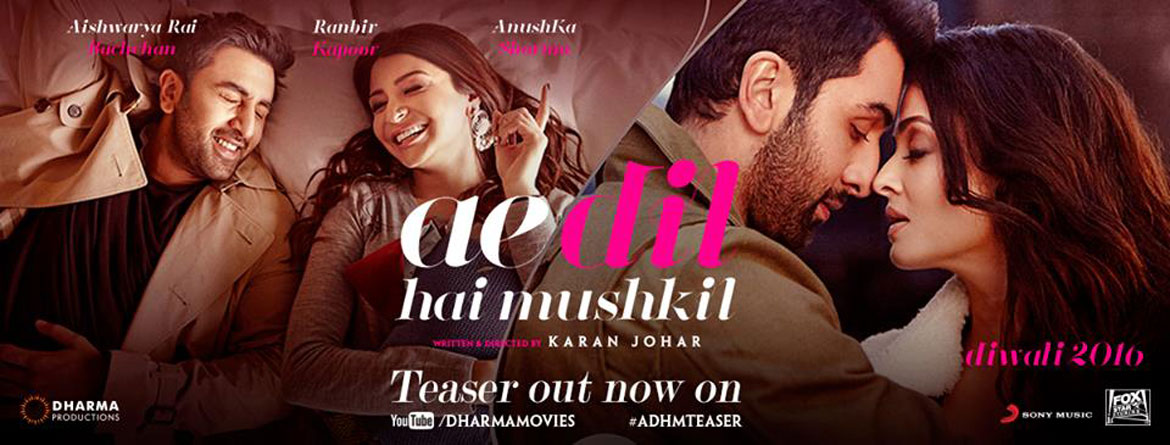 Aishwarya Rai
Bachchan
Ranbir
Kapoor
AnushKa
Sharma
ae dil
hai mushkil
WRITTEN & DIRECTED BY KARAN JOHAR
diwali 2016
Teaser out now on
YouTube /DHARMAMOVIES #ADHMTEASER
DHARMA
PRODUCTIONS
SONY MUSIC
FOX
STAR
STUDIOS